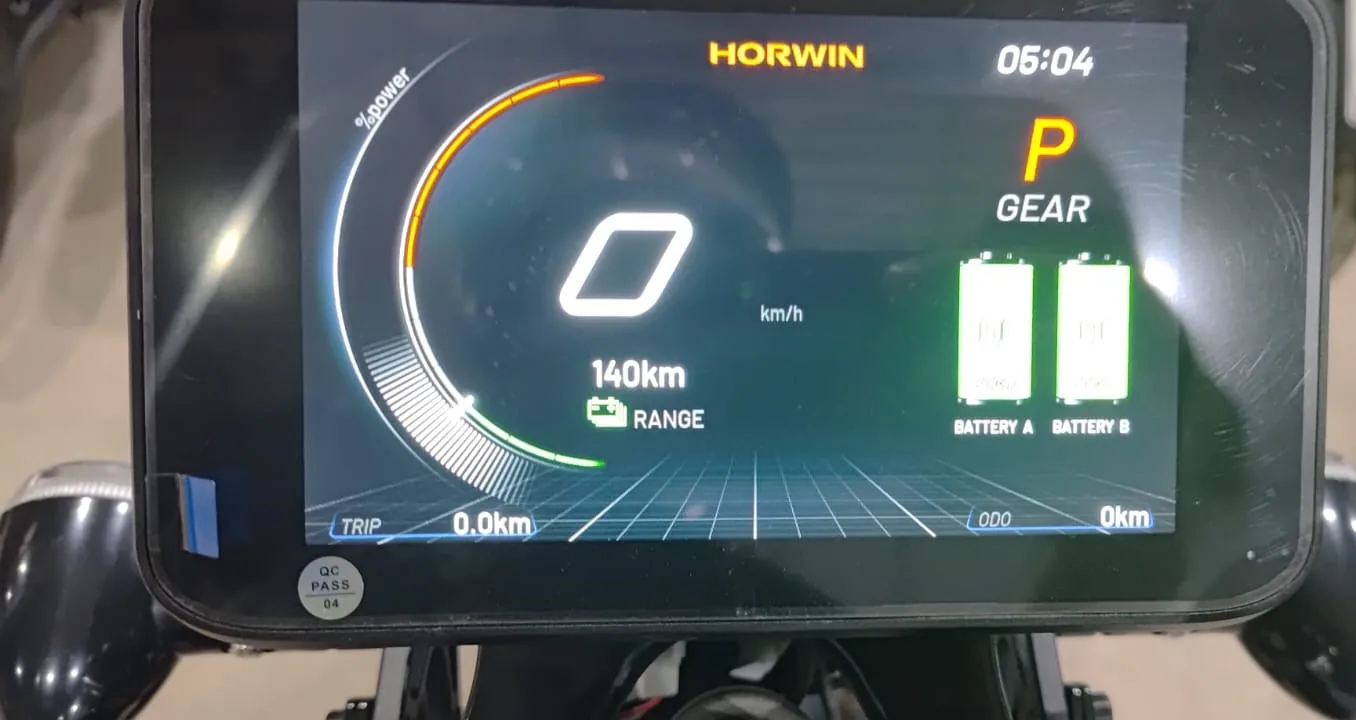 %power
HORWIN
05:04
P
GEAR
0
km/h
140km
RANGE
BATTERY A
BATTERY B
TRIP
0.0km
ODO
0km
QC
PASS
04